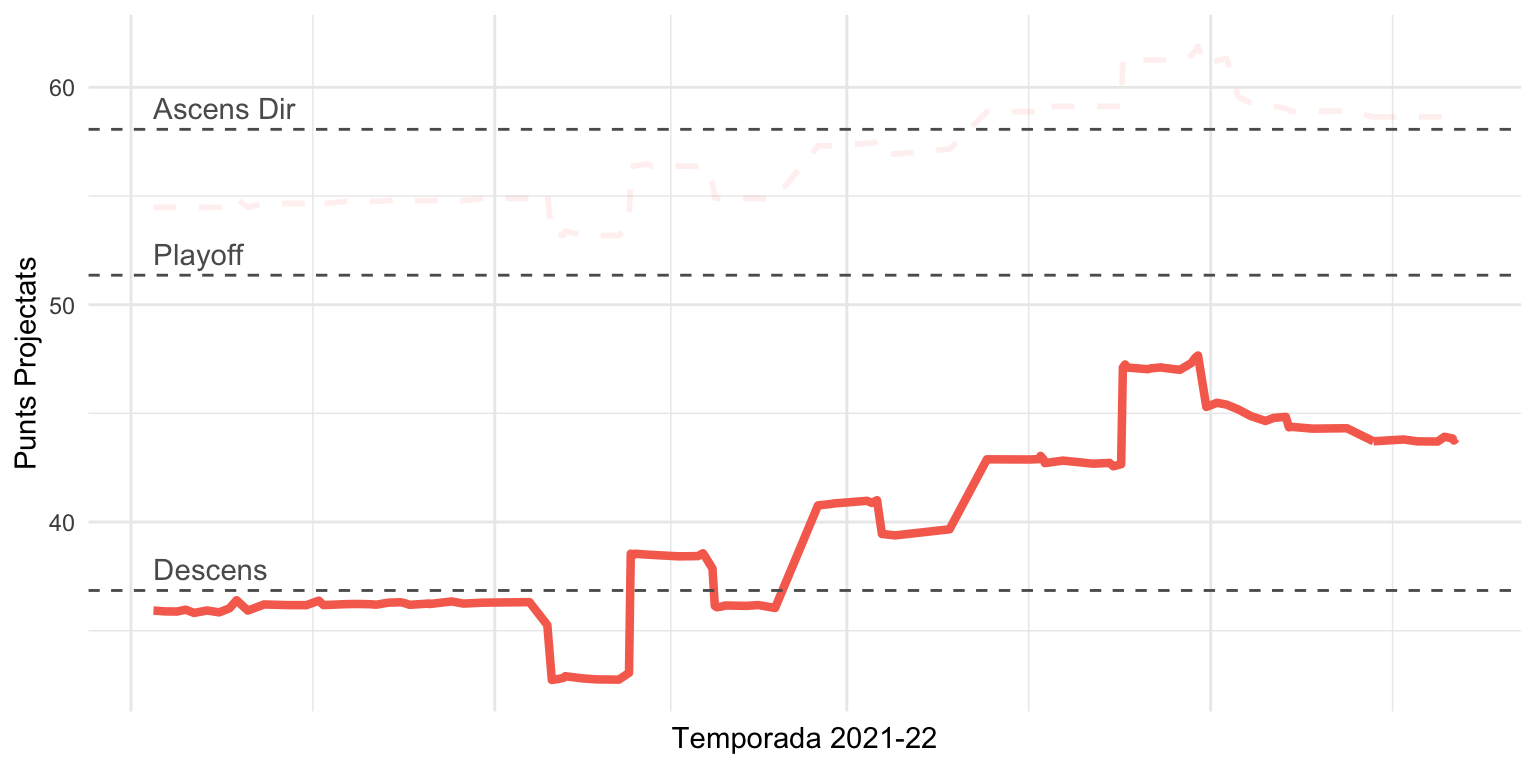 60
Ascens Dir
Playoff
50
Punts Projectats
40
Descens
Temporada 2021-22